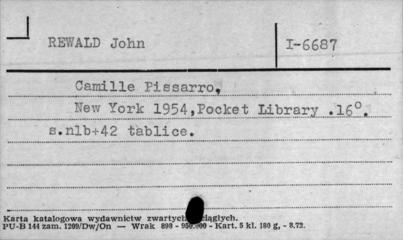 REWALD John
I-6687
Camille Pissarro,
New York 1954,Pocket Library .16°.
s.nlb+42 tablice.
Karta katalogowa wydawnictw zwartych ciągłych.
PU-B 144 zam. 1209/Dw/On — Wrak 898 - 950.000 - Kart. 5 kl. 180 g, - 8.72.